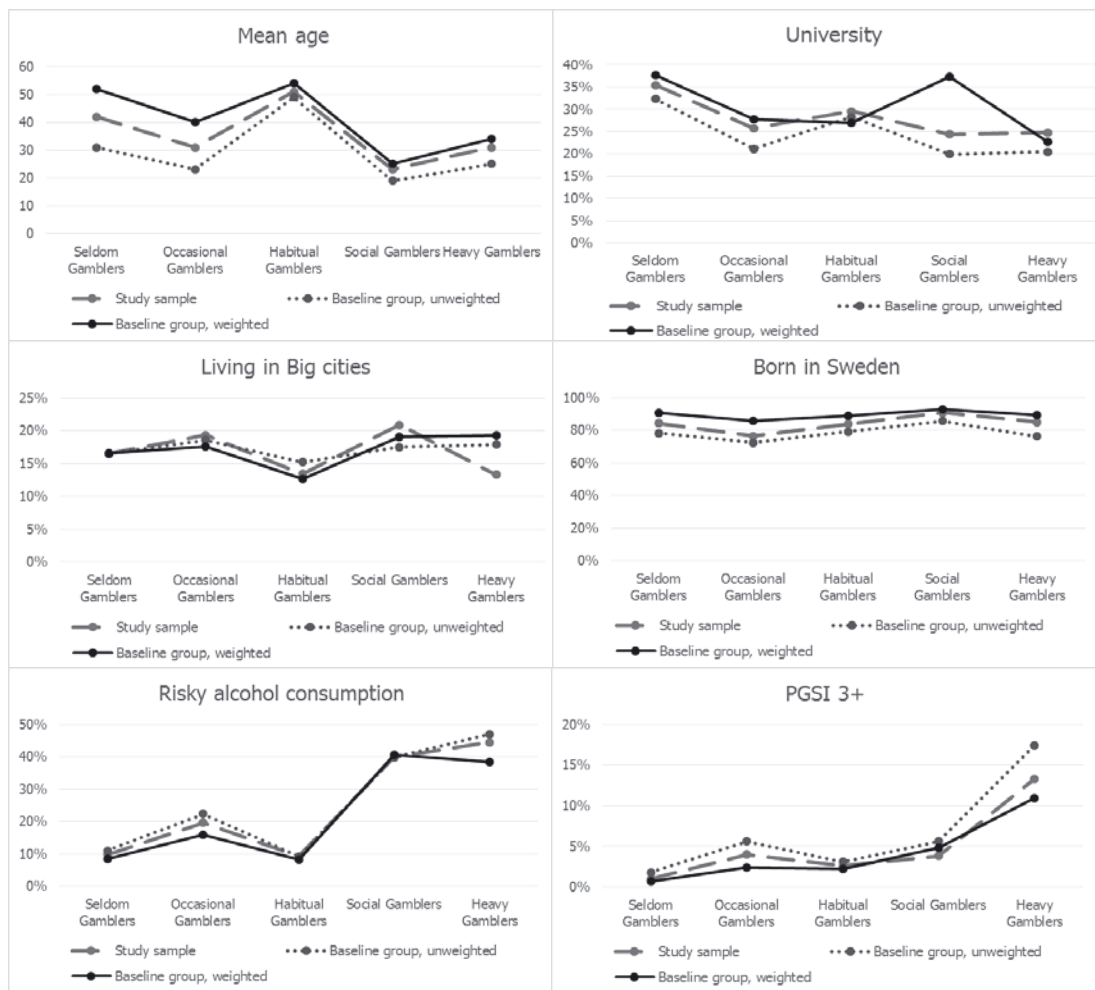 Mean age
60
50
40
30
20
10
0
Seldom Gamblers
Occasional Gamblers
Habitual Gamblers
Social Gamblers
Heavy Gamblers
Study sample
Baseline group, unweighted
Baseline group, weighted
University
40%
35%
30%
25%
20%
15%
10%
5%
0%
Seldom Gamblers
Occasional Gamblers
Habitual Gamblers
Social Gamblers
Heavy Gamblers
Study sample
Baseline group, unweighted
Baseline group, weighted
Living in Big cities
25%
20%
15%
10%
5%
0%
Seldom Gamblers
Occasional Gamblers
Habitual Gamblers
Social Gamblers
Heavy Gamblers
Study sample
Baseline group, unweighted
Baseline group, weighted
Born in Sweden
100%
80%
60%
40%
20%
0%
Seldom Gamblers
Occasional Gamblers
Habitual Gamblers
Social Gamblers
Heavy Gamblers
Study sample
Baseline group, unweighted
Baseline group, weighted
Risky alcohol consumption
50%
40%
30%
20%
10%
0%
Seldom Gamblers
Occasional Gamblers
Habitual Gamblers
Social Gamblers
Heavy Gamblers
Study sample
Baseline group, unweighted
Baseline group, weighted
PGSI 3+
20%
15%
10%
5%
0%
Seldom Gamblers
Occasional Gamblers
Habitual Gamblers
Social Gamblers
Heavy Gamblers
Study sample
Baseline group, unweighted
Baseline group, weighted